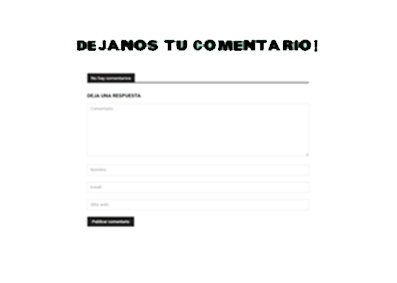 DEJANOS TU COMENTARIO!
No hay comentarios
DEJA UNA RESPUESTA
Comentario
Nombre
Email
Sitio web
Publicar comentario